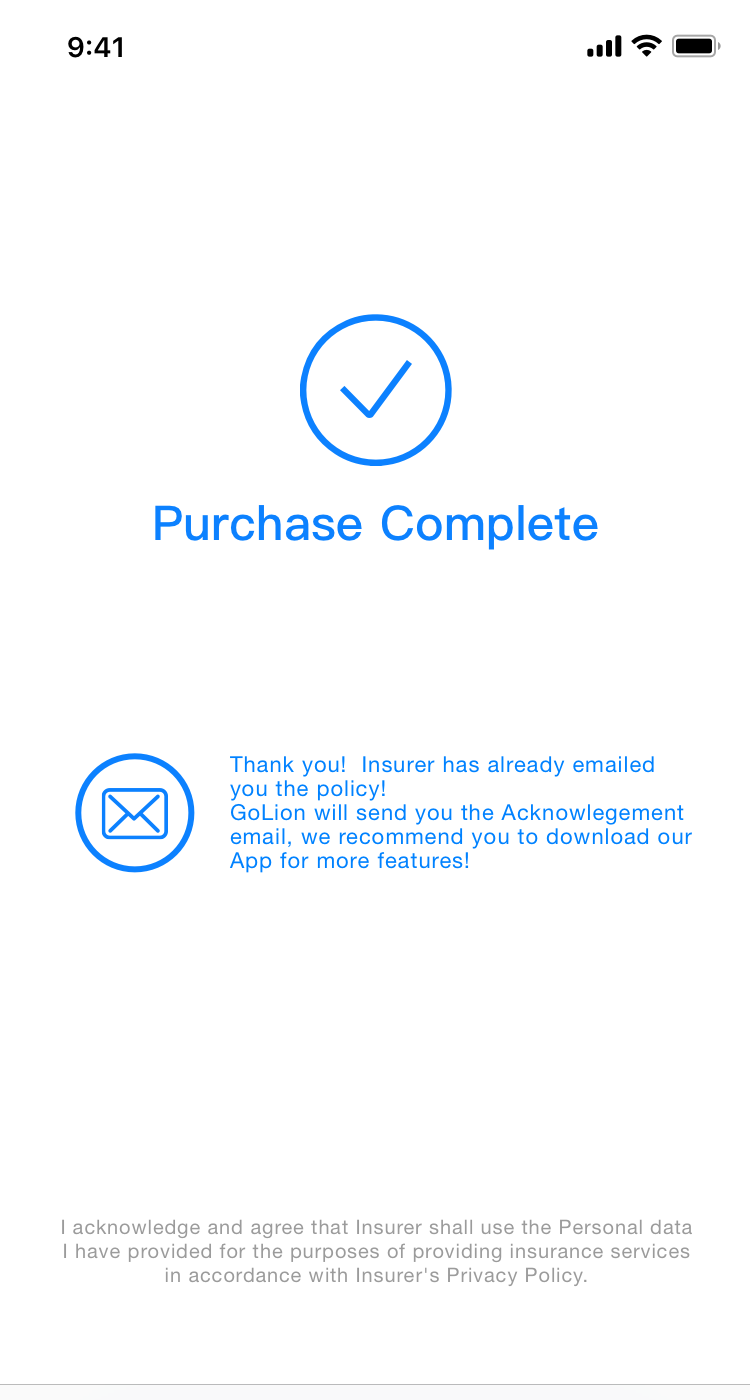 9:41
Purchase Complete
Thank you!  Insurer has already emailed
you the policy!
GoLion will send you the Acknowlegement
email, we recommend you to download our
App for more features!
I acknowledge and agree that Insurer shall use the Personal data
I have provided for the purposes of providing insurance services
in accordance with Insurer's Privacy Policy.